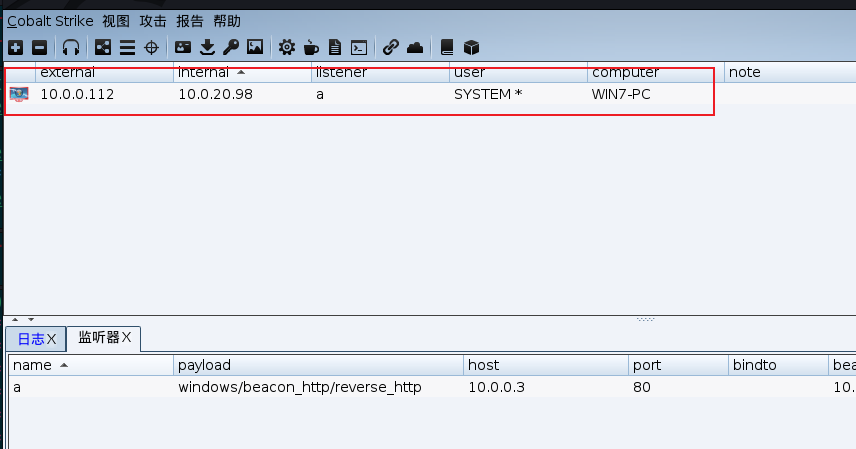 Cobalt Strike 视图 攻击 报告 帮助
external internal listener user computer note
10.0.0.112 10.0.20.98 a SYSTEM * WIN7-PC
日志X 监听器X
name payload host port bindto bea
a windows/beacon_http/reverse_http 10.0.0.3 80 10.